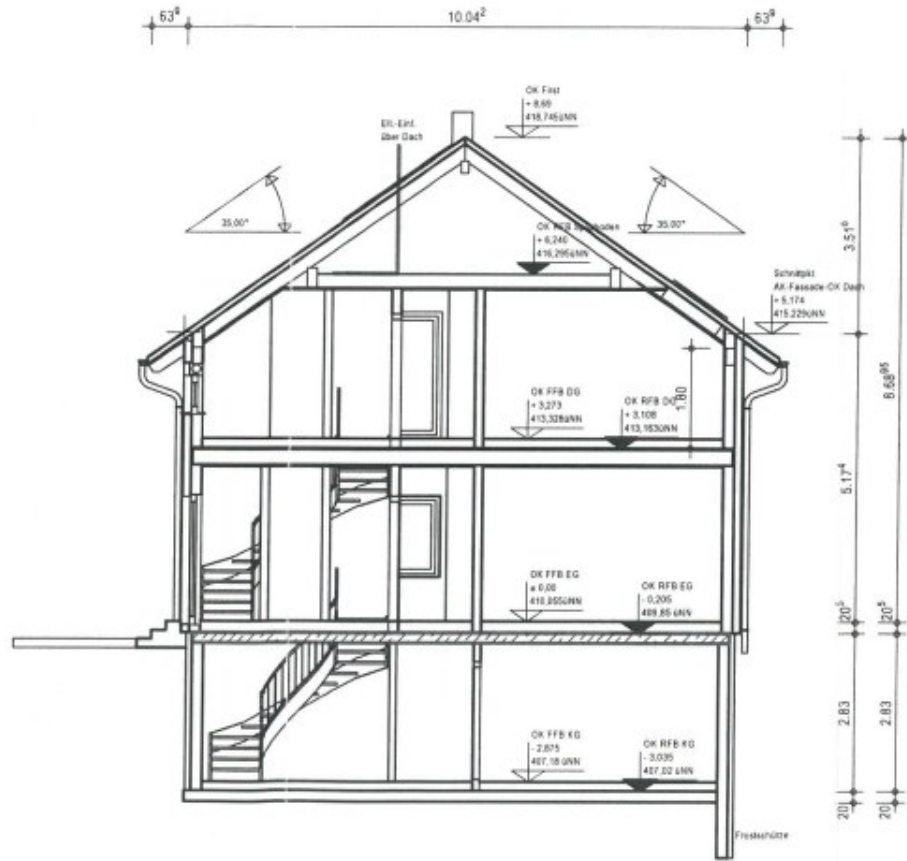 63⁹
10.04²
63⁹
OK First
+ 8,69
418,745üNN
Ent.-Einf.
über Dach
35,00°
35,00°
OK RFB Spitzboden
+ 6,240
416,295üNN
Schnittpkt
AK-Fassade-OK Dach
+ 5,174
415,229üNN
3.51⁶
8.68⁹⁵
1.80
OK FFB DG
+ 3,273
413,328üNN
OK RFB DG
+ 3,108
413,163üNN
5.17⁴
OK FFB EG
± 0,00
410,055üNN
OK RFB EG
- 0,205
409,85 üNN
20⁵
20⁵
2.83
2.83
OK FFB KG
- 2,875
407,18 üNN
OK RFB KG
- 3,035
407,02 üNN
20
20
Frostschürze